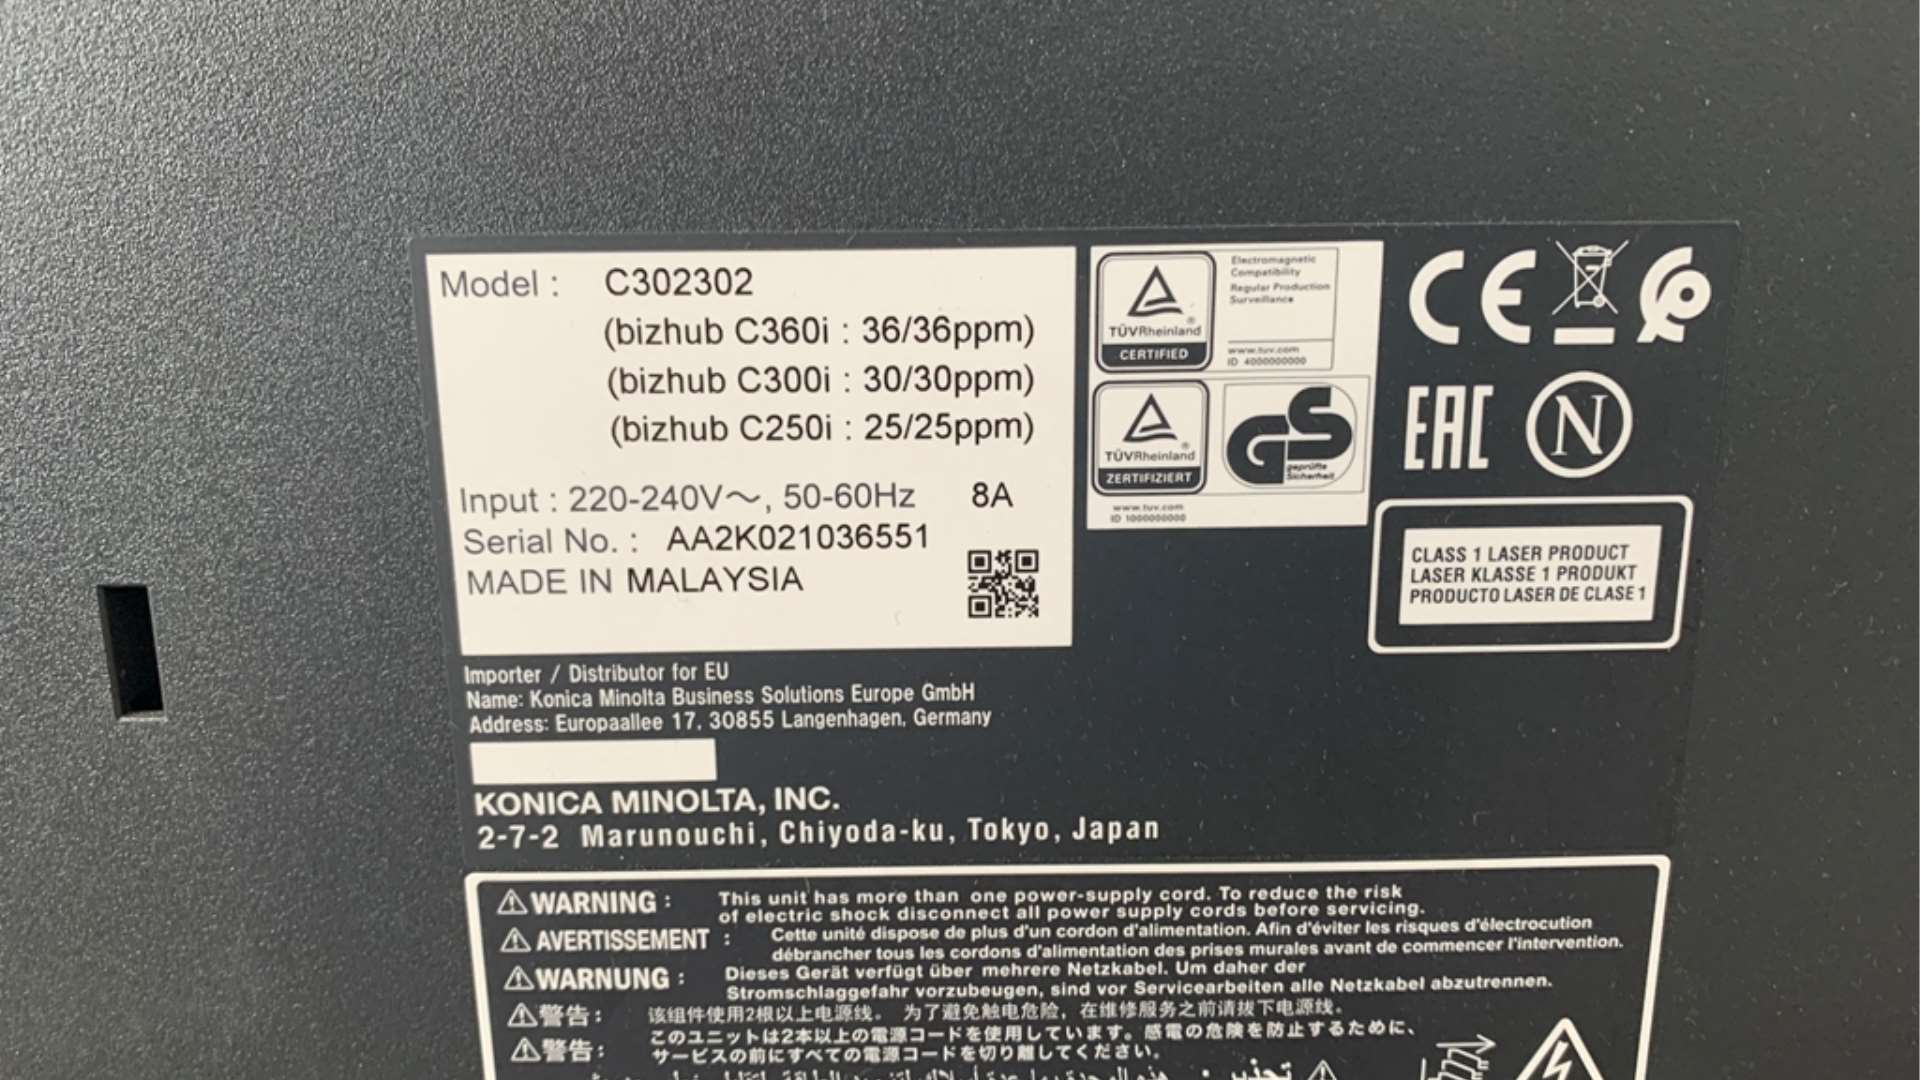 Model : C302302
(bizhub C360i : 36/36ppm)
(bizhub C300i : 30/30ppm)
(bizhub C250i : 25/25ppm)
Input : 220-240V～, 50-60Hz 8A
Serial No. : AA2K021036551
MADE IN MALAYSIA
TÜVRheinland
CERTIFIED
Electromagnetic
Compatibility
Regular Production
Surveillance
www.tuv.com
ID 4000000000
TÜVRheinland
ZERTIFIZIERT
GS
geprüfte
Sicherheit
www.tuv.com
ID 1000000000
CE
EAC
N
CLASS 1 LASER PRODUCT
LASER KLASSE 1 PRODUKT
PRODUCTO LASER DE CLASE 1
Importer / Distributor for EU
Name: Konica Minolta Business Solutions Europe GmbH
Address: Europaallee 17, 30855 Langenhagen, Germany
KONICA MINOLTA, INC.
2-7-2 Marunouchi, Chiyoda-ku, Tokyo, Japan
⚠WARNING : This unit has more than one power-supply cord. To reduce the risk
of electric shock disconnect all power supply cords before servicing.
⚠AVERTISSEMENT : Cette unité dispose de plus d'un cordon d'alimentation. Afin d'éviter les risques d'électrocution
débrancher tous les cordons d'alimentation des prises murales avant de commencer l'intervention.
⚠WARNUNG : Dieses Gerät verfügt über mehrere Netzkabel. Um daher der
Stromschlaggefahr vorzubeugen, sind vor Servicearbeiten alle Netzkabel abzutrennen.
⚠警告： 该组件使用2根以上电源线。 为了避免触电危险，在维修服务之前请拔下电源线。
⚠警告： このユニットは2本以上の電源コードを使用しています。感電の危険を防止するために、
サービスの前にすべての電源コードを切り離してください。
تحذير :